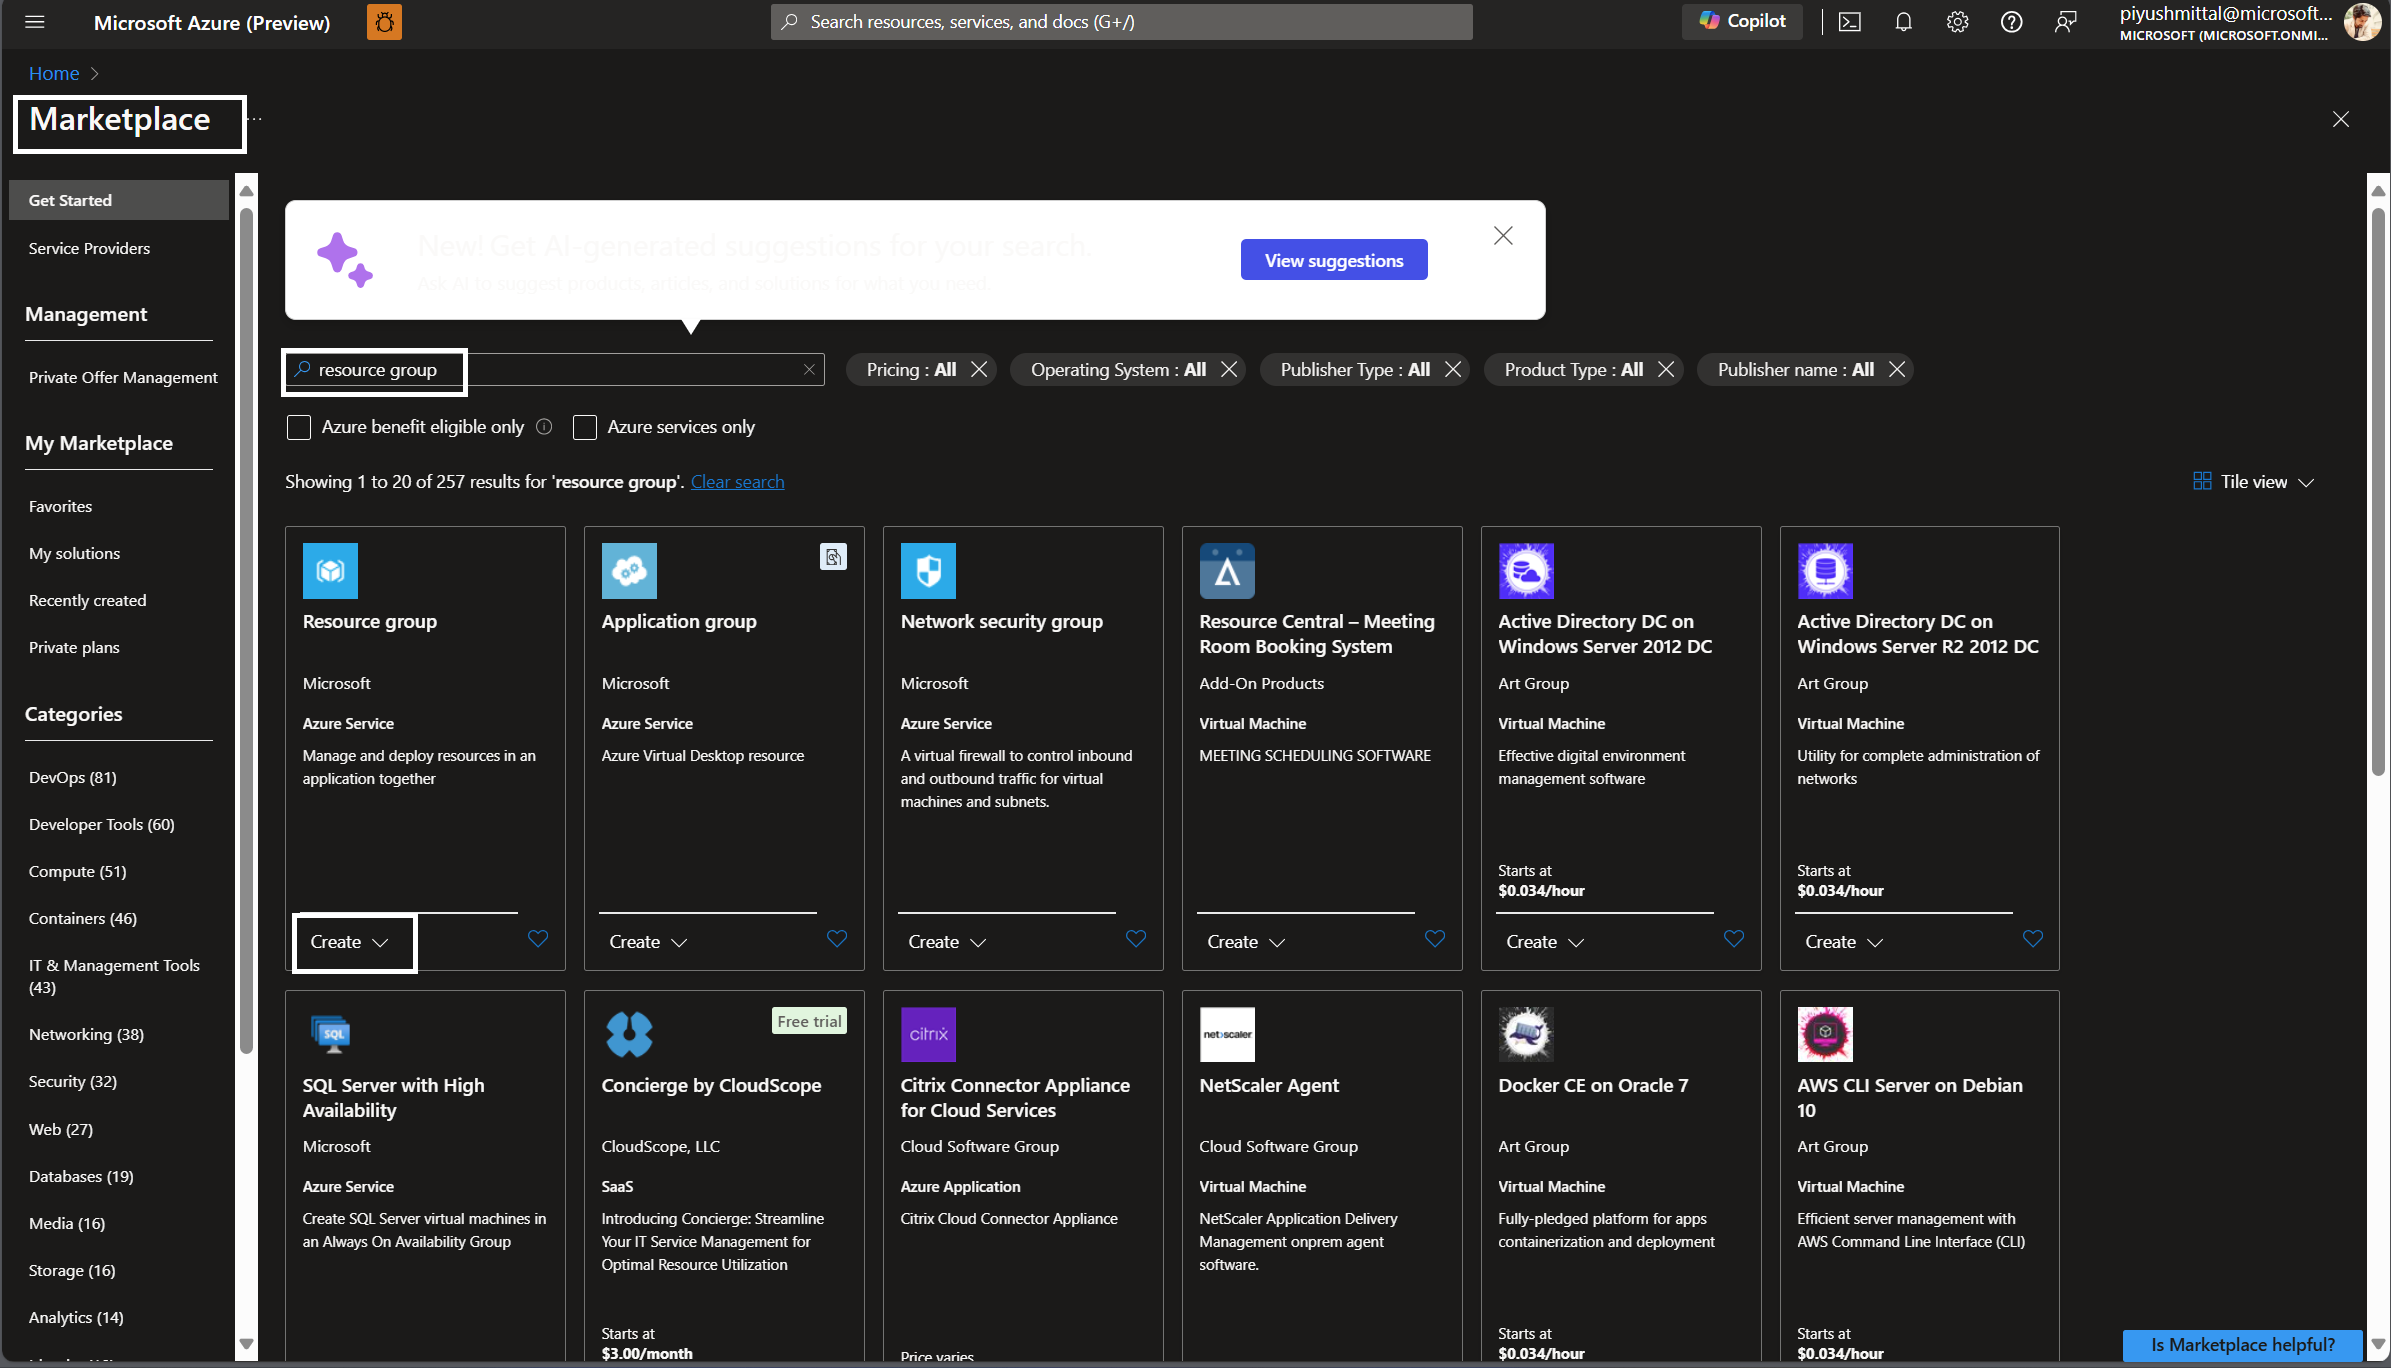 Microsoft Azure (Preview)
Search resources, services, and docs (G+/)
Copilot
piyushmittal@microsoft...
MICROSOFT (MICROSOFT.ONMI...
Home
Marketplace
...
Get Started
Service Providers
Management
Private Offer Management
My Marketplace
Favorites
My solutions
Recently created
Private plans
Categories
DevOps (81)
Developer Tools (60)
Compute (51)
Containers (46)
IT & Management Tools
(43)
Networking (38)
Security (32)
Web (27)
Databases (19)
Media (16)
Storage (16)
Analytics (14)
New! Get AI-generated suggestions for your search.
Ask AI to suggest products, articles, and solutions for what you need.
View suggestions
resource group
Pricing : All
Operating System : All
Publisher Type : All
Product Type : All
Publisher name : All
Azure benefit eligible only
Azure services only
Showing 1 to 20 of 257 results for 'resource group'. Clear search
Tile view
Resource group
Microsoft
Azure Service
Manage and deploy resources in an
application together
Create
Application group
Microsoft
Azure Service
Azure Virtual Desktop resource
Create
Network security group
Microsoft
Azure Service
A virtual firewall to control inbound
and outbound traffic for virtual
machines and subnets.
Create
Resource Central – Meeting
Room Booking System
Add-On Products
Virtual Machine
MEETING SCHEDULING SOFTWARE
Create
Active Directory DC on
Windows Server 2012 DC
Art Group
Virtual Machine
Effective digital environment
management software
Starts at
$0.034/hour
Create
Active Directory DC on
Windows Server R2 2012 DC
Art Group
Virtual Machine
Utility for complete administration of
networks
Starts at
$0.034/hour
Create
SQL
SQL Server with High
Availability
Microsoft
Azure Service
Create SQL Server virtual machines in
an Always On Availability Group
Free trial
Concierge by CloudScope
CloudScope, LLC
SaaS
Introducing Concierge: Streamline
Your IT Service Management for
Optimal Resource Utilization
Starts at
$3.00/month
citrix
Citrix Connector Appliance
for Cloud Services
Cloud Software Group
Azure Application
Citrix Cloud Connector Appliance
Price varies
net>scaler
NetScaler Agent
Cloud Software Group
Virtual Machine
NetScaler Application Delivery
Management onprem agent
software.
Docker CE on Oracle 7
Art Group
Virtual Machine
Fully-pledged platform for apps
containerization and deployment
Starts at
$0.034/hour
AWS CLI Server on Debian
10
Art Group
Virtual Machine
Efficient server management with
AWS Command Line Interface (CLI)
Starts at
$0.034/hour
Is Marketplace helpful?